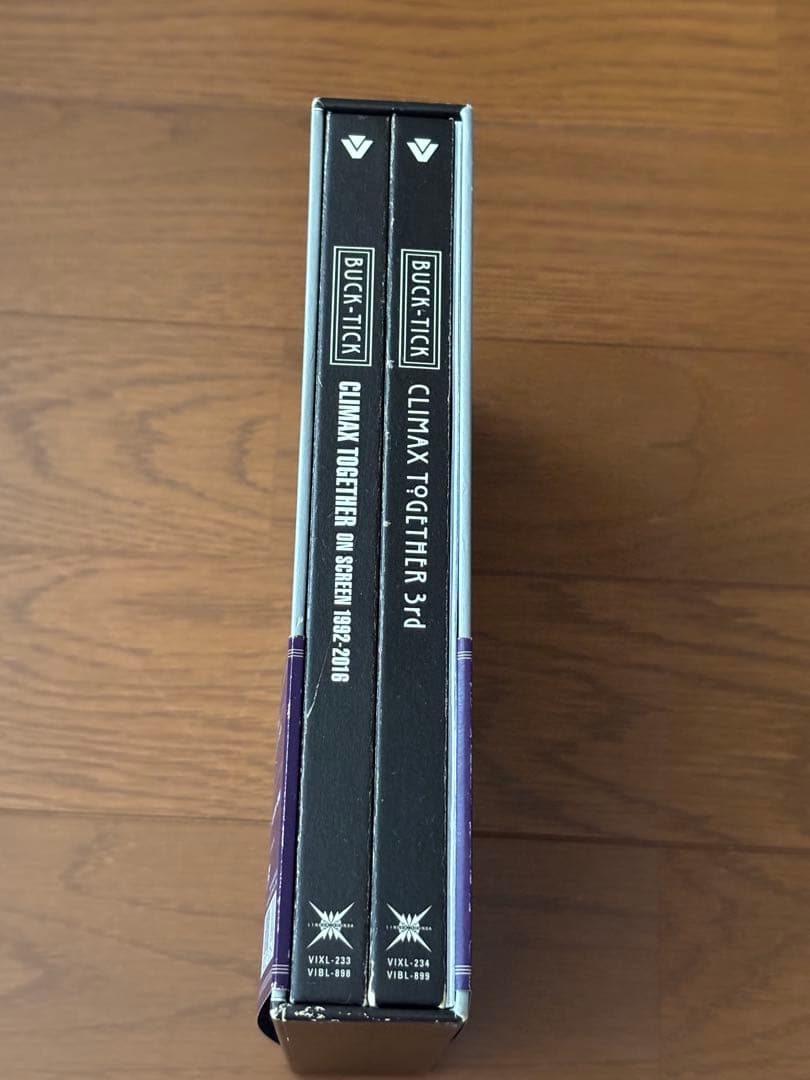 BUCK-TICK
CLIMAX TOGETHER ON SCREEN 1992-2016
VIXL-233
VIBL-898
BUCK-TICK
CLIMAX TOGETHER 3rd
VIXL-234
VIBL-899